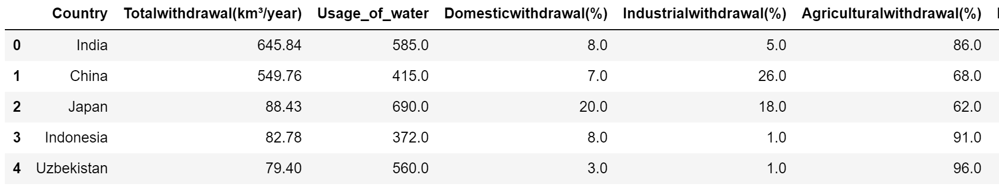 Country Totalwithdrawal(km³/year) Usage_of_water Domesticwithdrawal(%) Industrialwithdrawal(%) Agriculturalwithdrawal(%)
0 India 645.84 585.0 8.0 5.0 86.0
1 China 549.76 415.0 7.0 26.0 68.0
2 Japan 88.43 690.0 20.0 18.0 62.0
3 Indonesia 82.78 372.0 8.0 1.0 91.0
4 Uzbekistan 79.40 560.0 3.0 1.0 96.0